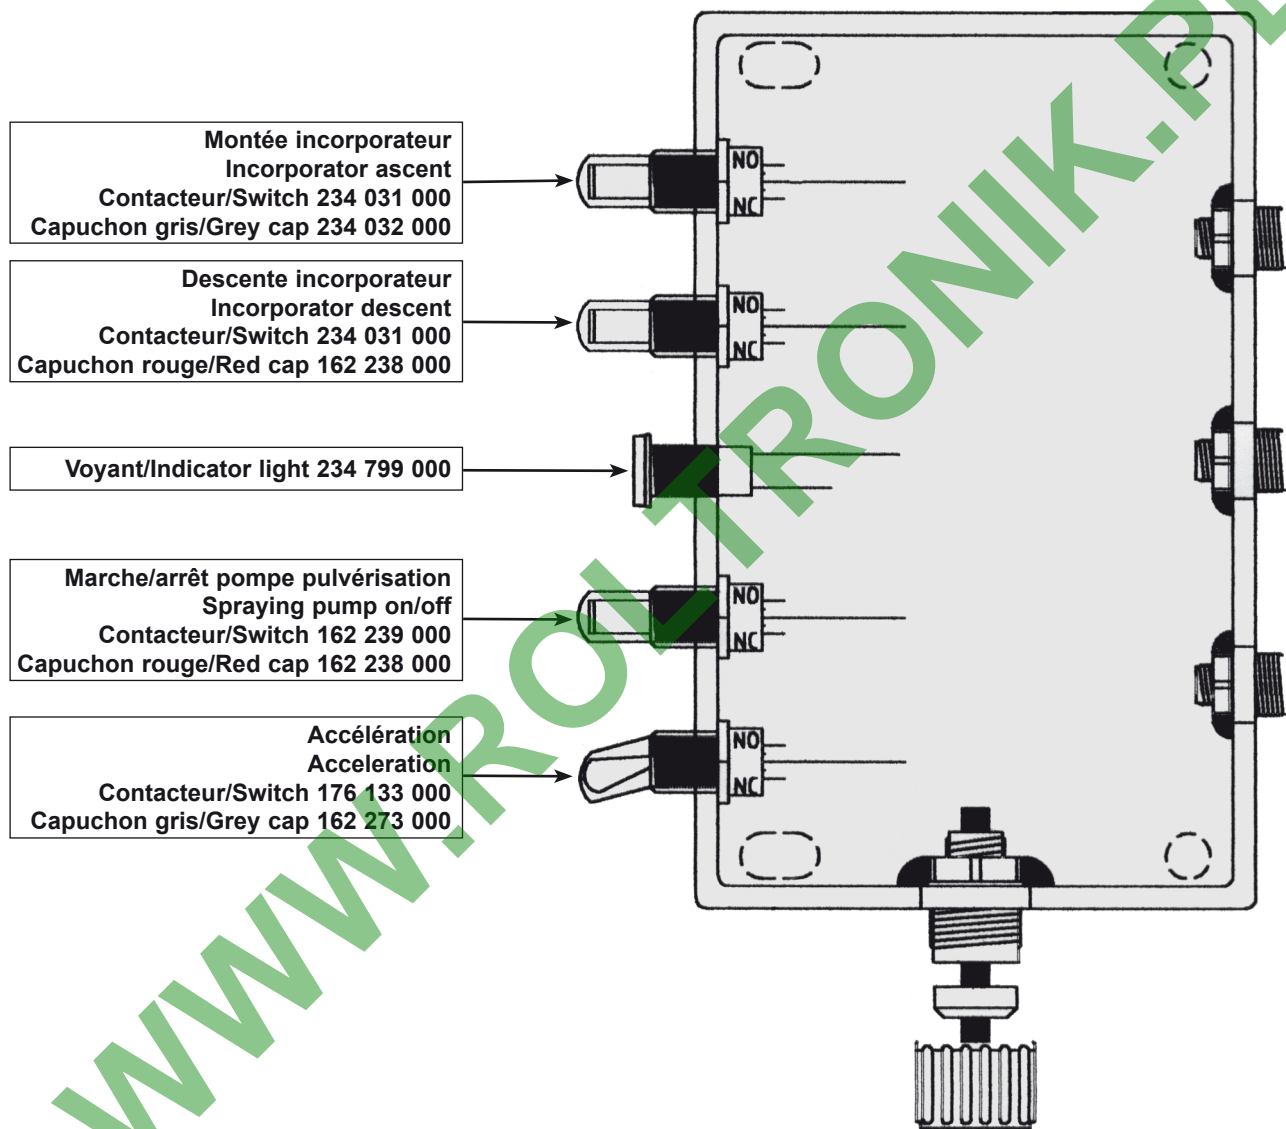 Montée incorporateur
Incorporator ascent
Contacteur/Switch 234 031 000
Capuchon gris/Grey cap 234 032 000
NO
NC
Descente incorporateur
Incorporator descent
Contacteur/Switch 234 031 000
Capuchon rouge/Red cap 162 238 000
NO
NC
Voyant/Indicator light 234 799 000
Marche/arrêt pompe pulvérisation
Spraying pump on/off
Contacteur/Switch 162 239 000
Capuchon rouge/Red cap 162 238 000
NO
NC
Accélération
Acceleration
Contacteur/Switch 176 133 000
Capuchon gris/Grey cap 162 273 000
NO
NC
WWW.ROLTRONIK.PL